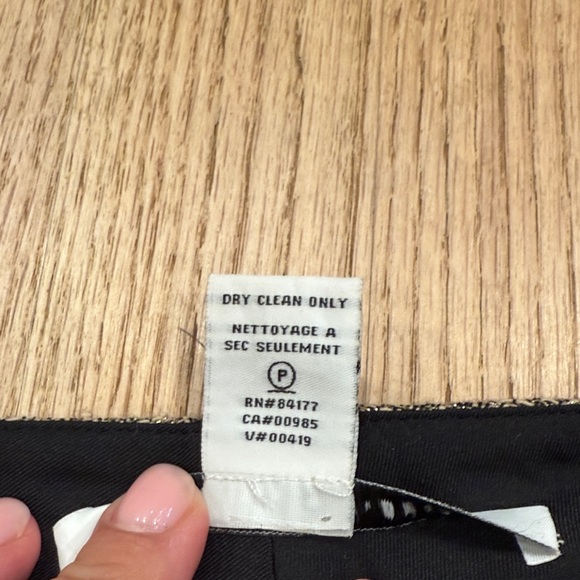 DRY CLEAN ONLY
NETTOYAGE A
SEC SEULEMENT
P
RN#84177
CA#00985
V#00419